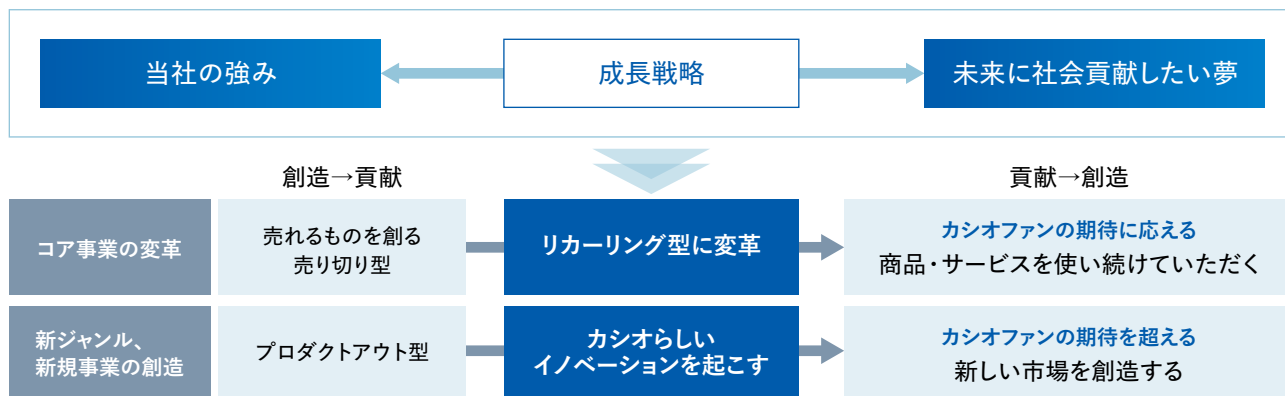 当社の強み
成長戦略
未来に社会貢献したい夢
創造→貢献
貢献→創造
コア事業の変革
売れるものを創る
売り切り型
リカーリング型に変革
カシオファンの期待に応える
商品・サービスを使い続けていただく
新ジャンル、
新規事業の創造
プロダクトアウト型
カシオらしい
イノベーションを起こす
カシオファンの期待を超える
新しい市場を創造する